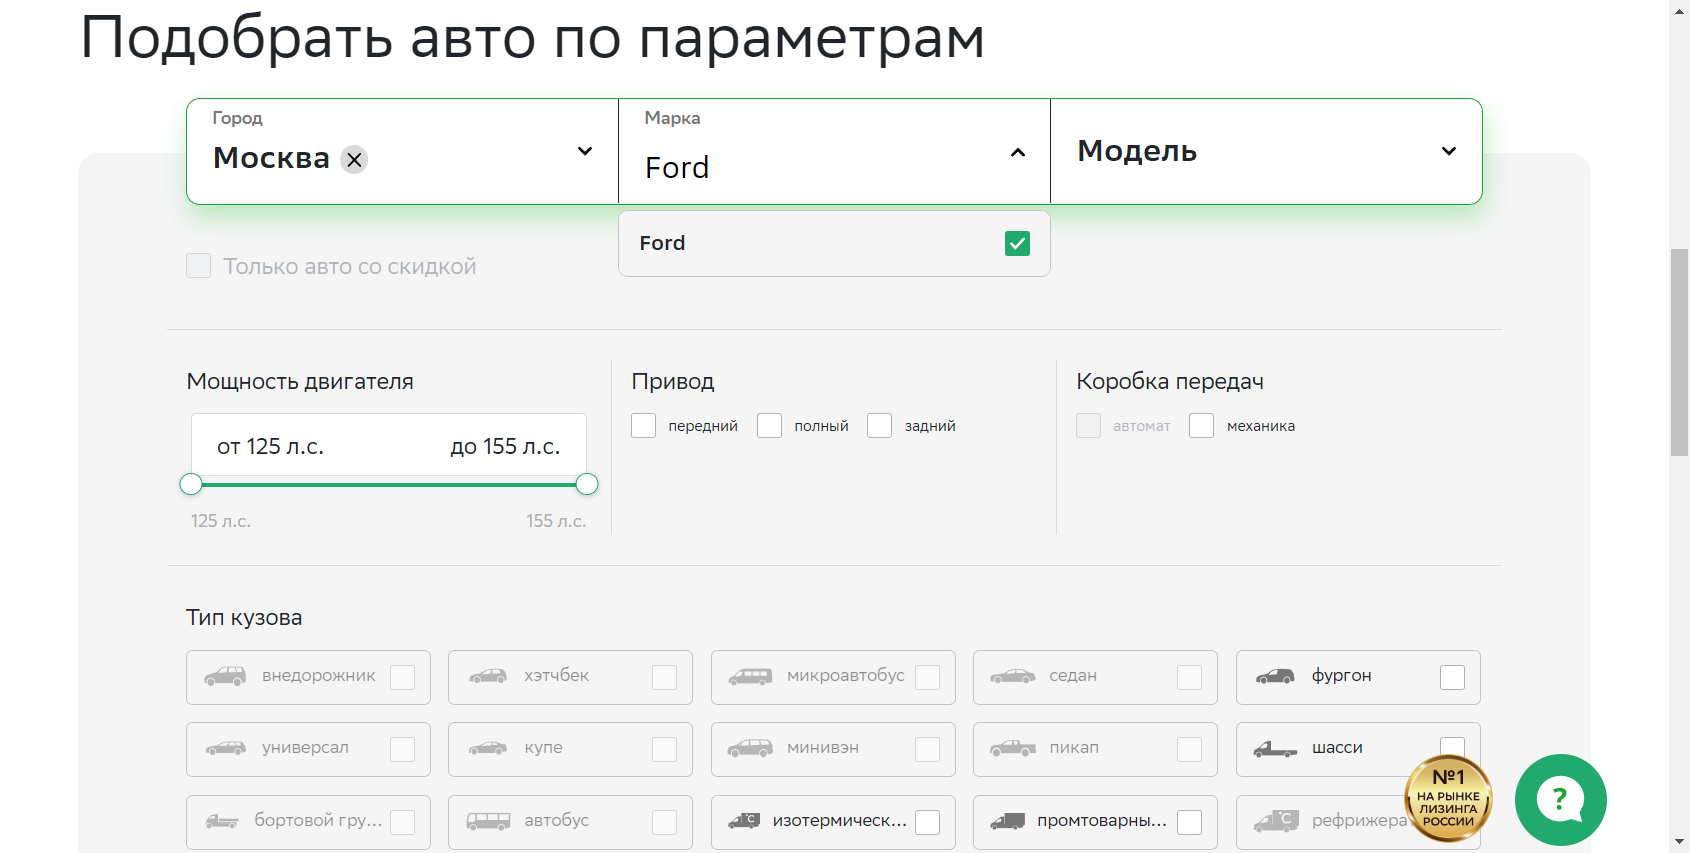 Подобрать авто по параметрам
Город
Москва
Марка
Ford
Модель
Ford
Только авто со скидкой
Мощность двигателя
от 125 л.с.
до 155 л.с.
125 л.с.
155 л.с.
Привод
передний
полный
задний
Коробка передач
автомат
механика
Тип кузова
внедорожник
хэтчбек
микроавтобус
седан
фургон
универсал
купе
минивэн
пикап
шасси
бортовой гру...
автобус
°C
изотермическ...
промтоварны...
°C
рефрижерат
№1
НА РЫНКЕ
ЛИЗИНГА
РОССИИ
?